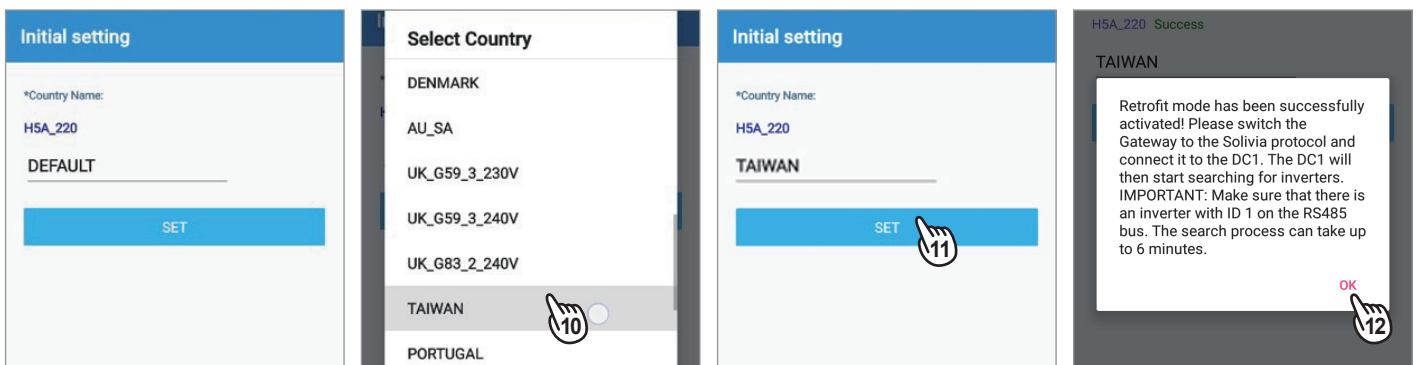 Initial setting
*Country Name:
H5A_220
DEFAULT
SET
Select Country
DENMARK
AU_SA
UK_G59_3_230V
UK_G59_3_240V
UK_G83_2_240V
TAIWAN
10
PORTUGAL
Initial setting
*Country Name:
H5A_220
TAIWAN
SET
11
H5A_220 Success
TAIWAN
Retrofit mode has been successfully
activated! Please switch the
Gateway to the Solivia protocol and
connect it to the DC1. The DC1 will
then start searching for inverters.
IMPORTANT: Make sure that there is
an inverter with ID 1 on the RS485
bus. The search process can take up
to 6 minutes.
OK
12